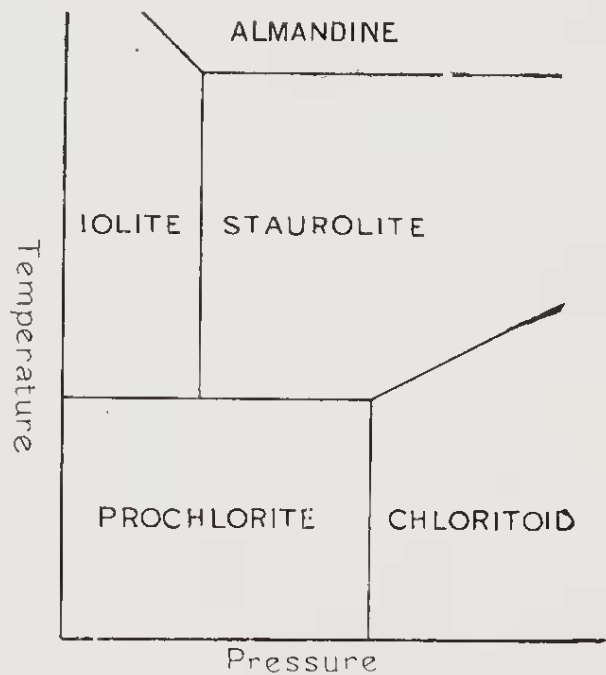 ALMANDINE
IOLITE STAUROLITE
Temperature
PROCHLORITE CHLORITOID
Pressure